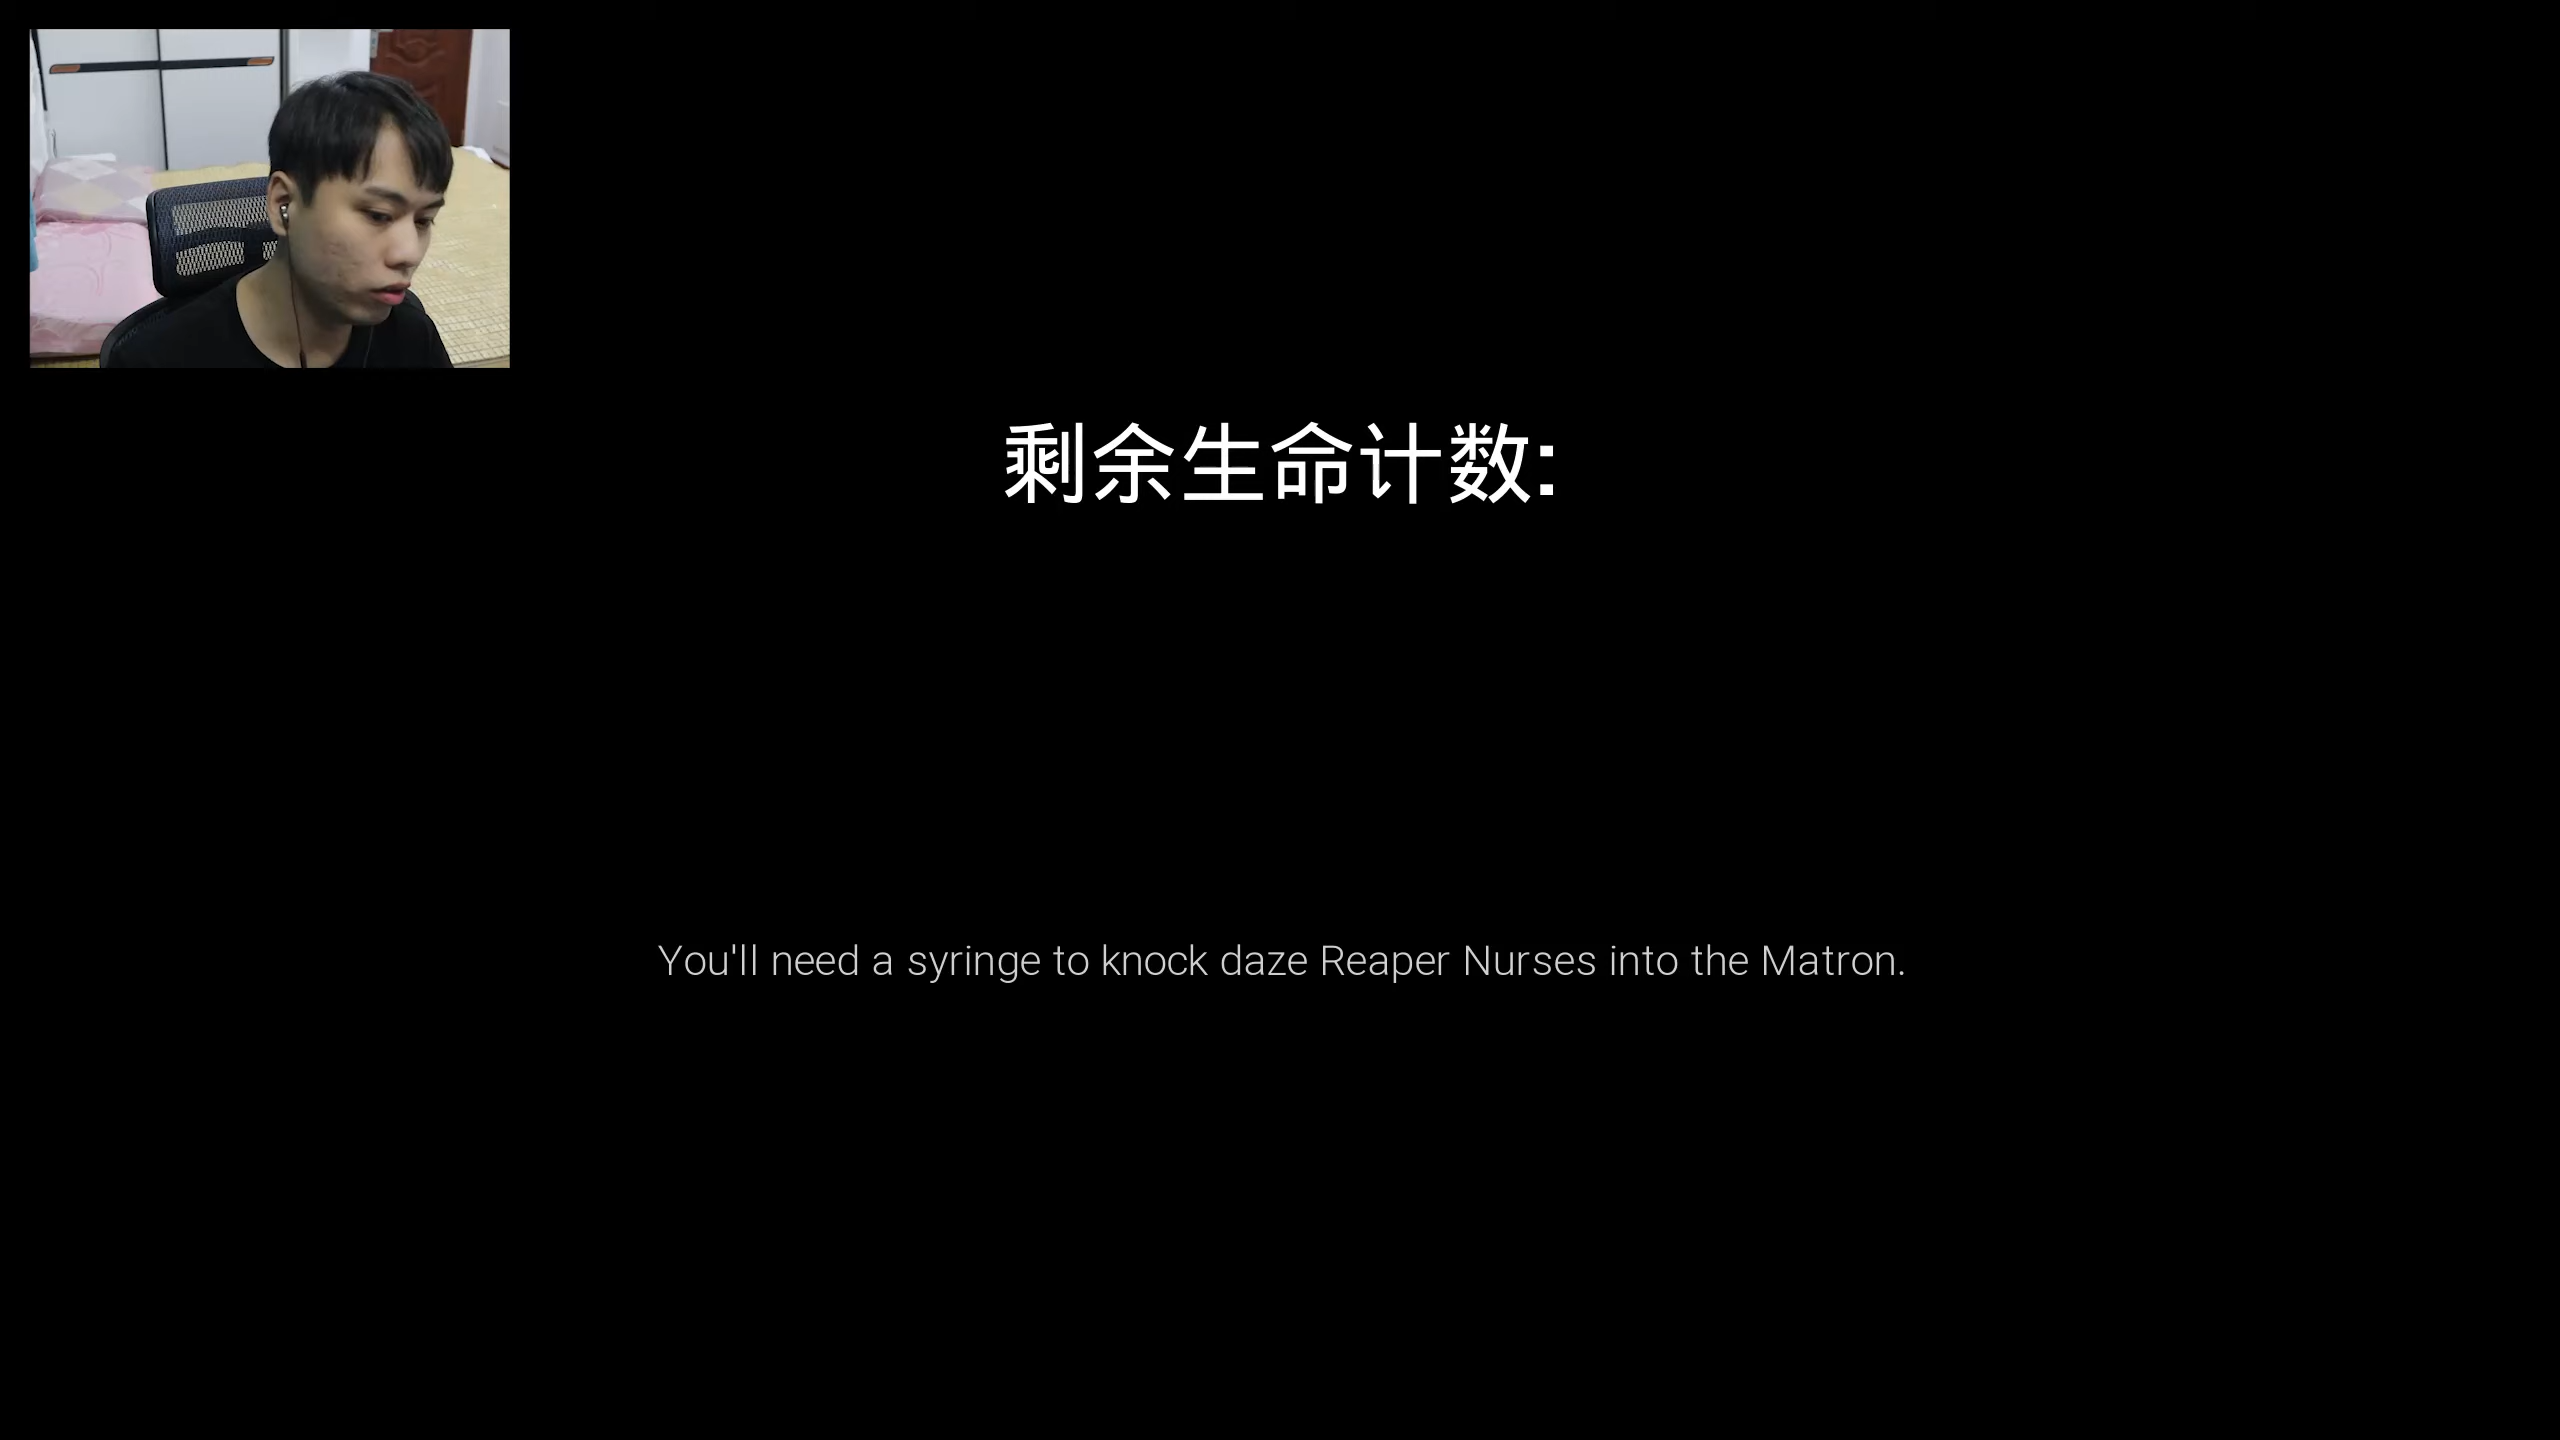 剩余生命计数:
You'll need a syringe to knock daze Reaper Nurses into the Matron.